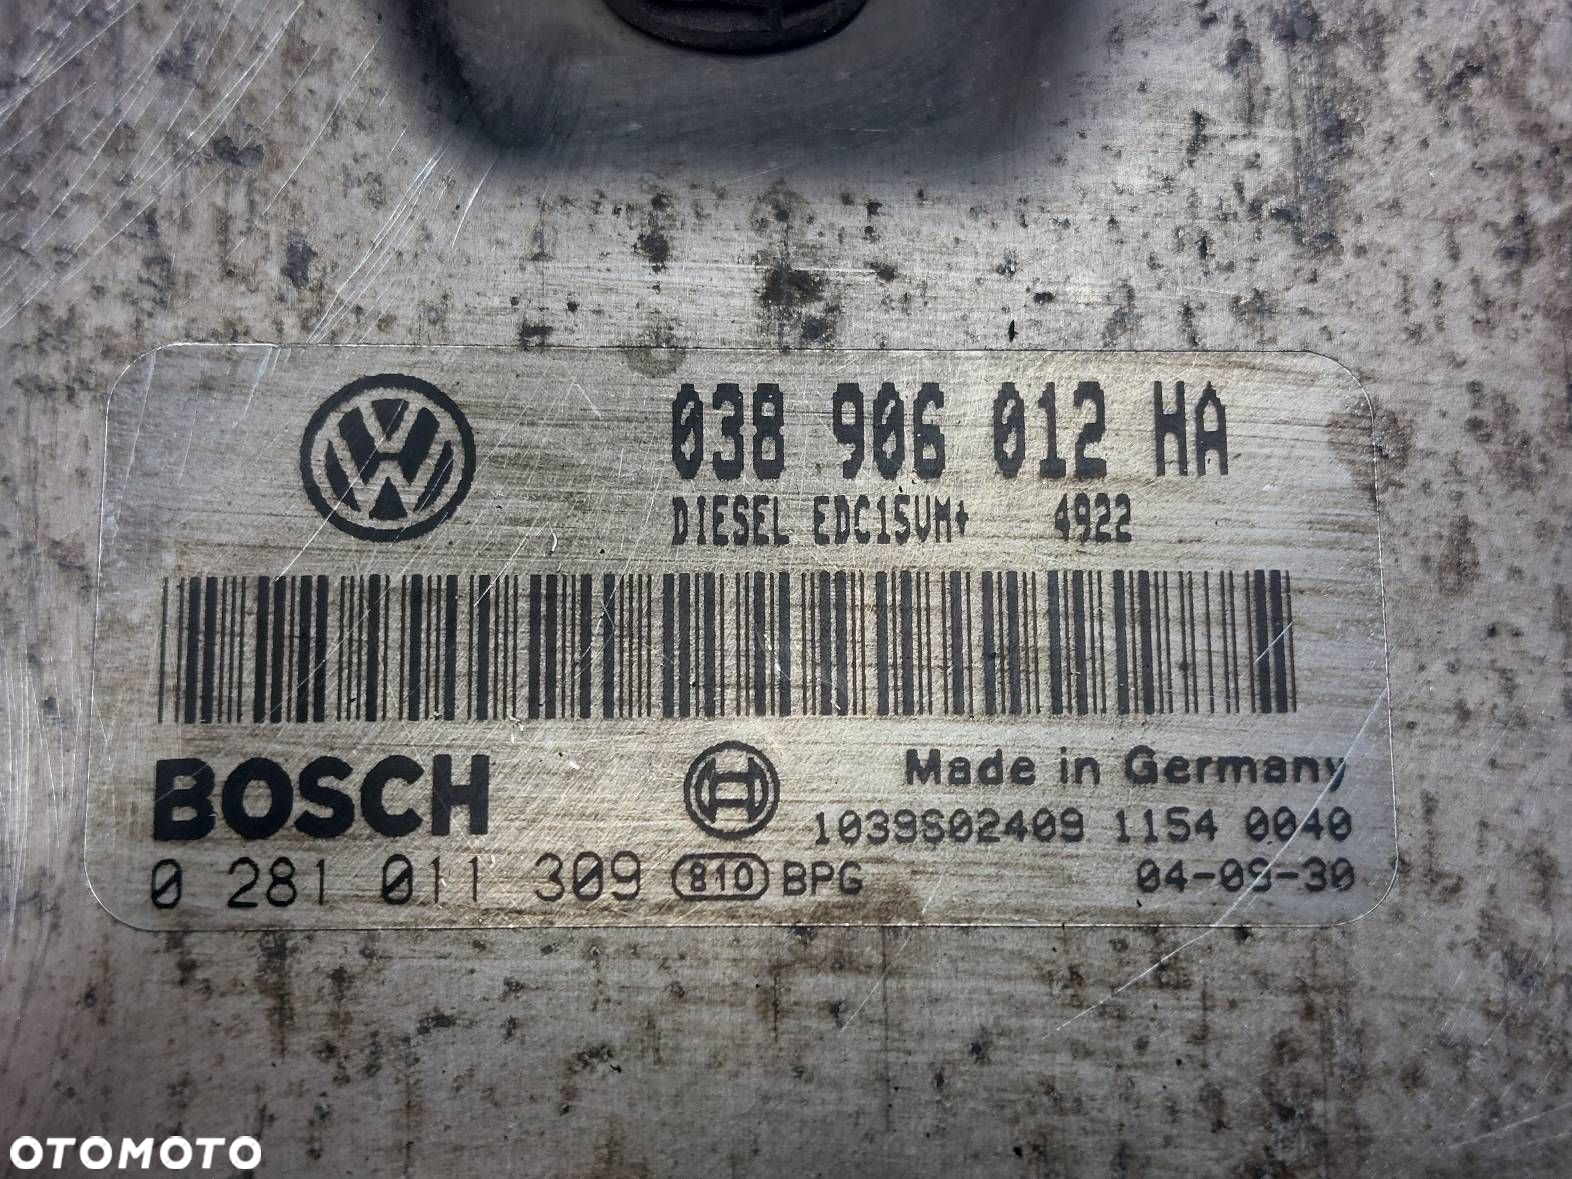 038 906 012 HA
DIESEL EDC15VM+ 4922
BOSCH
Made in Germany
1039S02409 1154 0040
0 281 011 309 810 BPG 04-09-30
OTOMOTO